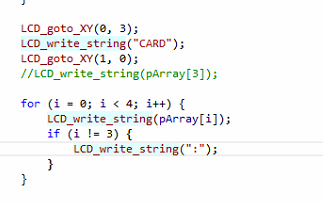 LCD_goto_XY(0, 3);
LCD_write_string("CARD");
LCD_goto_XY(1, 0);
//LCD_write_string(pArray[3]);
for (i = 0; i < 4; i++) {
LCD_write_string(pArray[i]);
if (i != 3) {
LCD_write_string(":");
}
}
}